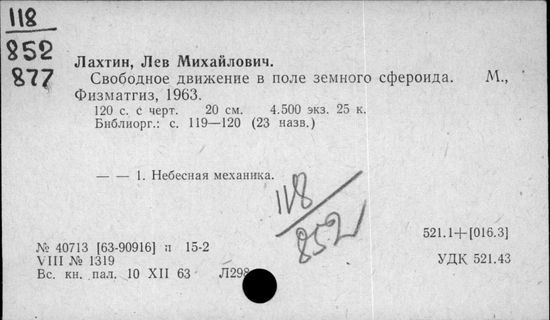 118
852
877
Лахтин, Лев Михайлович.
Свободное движение в поле земного сфероида. М.,
Физматгиз, 1963.
120 с. с черт. 20 см. 4.500 экз. 25 к.
Библиогр.: с. 119—120 (23 назв.)
— — 1. Небесная механика.
118
852
№ 40713 [63-90916] п 15-2
VIII № 1319
Вс. кн. пал. 10 XII 63 Л298
521.1+[016.3]
УДК 521.43